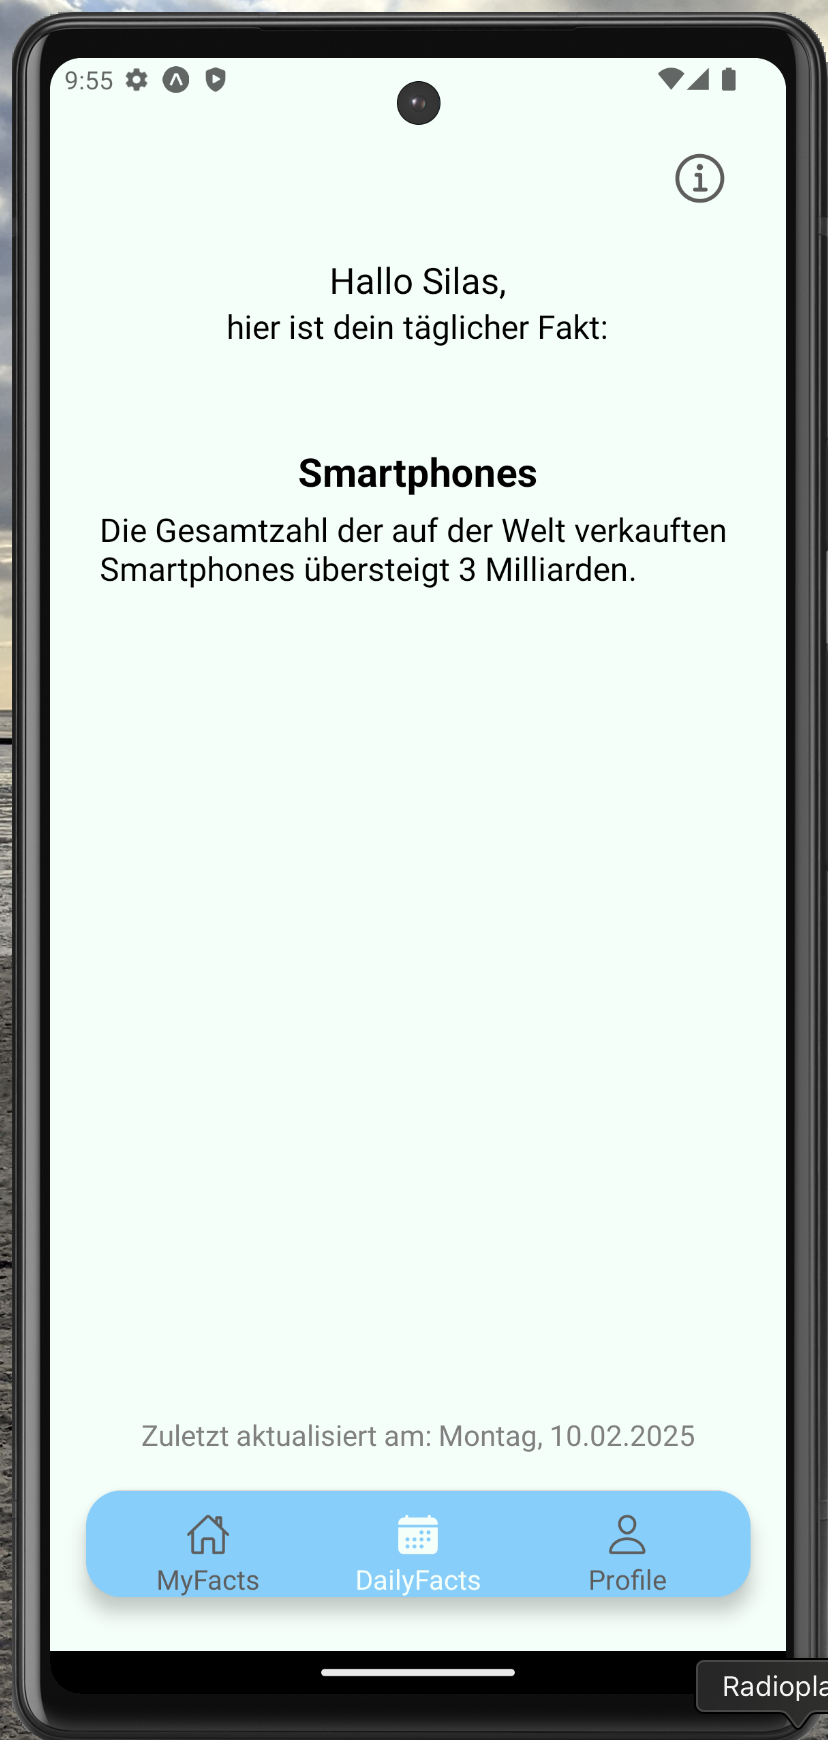 9:55
Hallo Silas,
hier ist dein täglicher Fakt:
Smartphones
Die Gesamtzahl der auf der Welt verkauften
Smartphones übersteigt 3 Milliarden.
Zuletzt aktualisiert am: Montag, 10.02.2025
MyFacts DailyFacts Profile
Radiopla